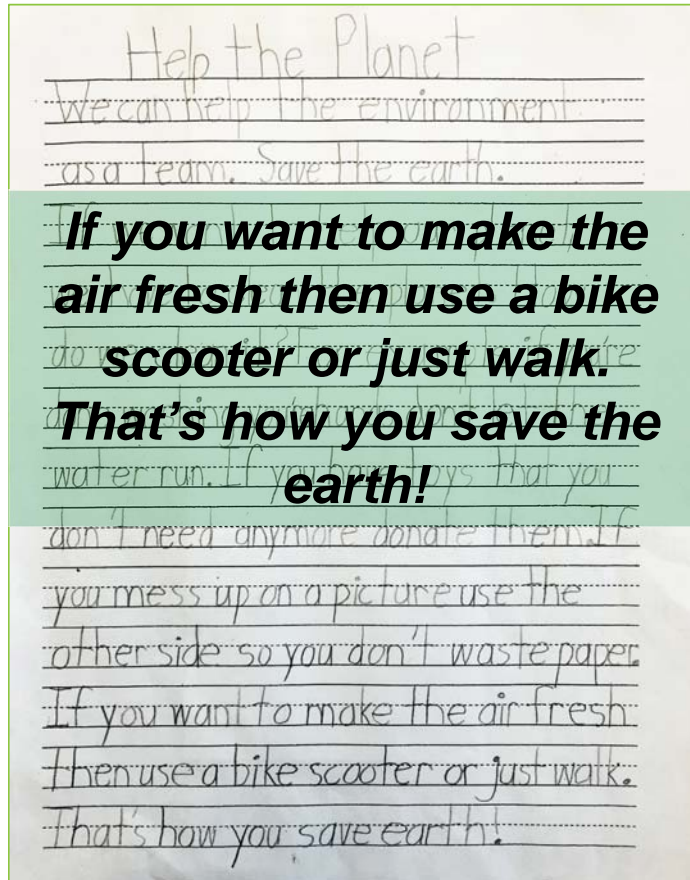 Help the Planet
We can help the environment
as a team. Save the earth.
If you want to make the
air fresh then use a bike
scooter or just walk.
That's how you save the
earth!
water run. If you have toys that you
don't need anymore donate them. If
you mess up on a picture use the
other side so you don't waste paper.
If you want to make the air fresh
then use a bike scooter or just walk.
That's how you save earth!